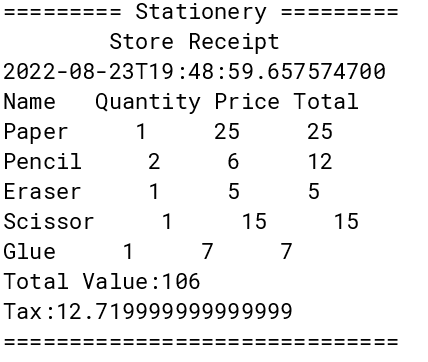 ========= Stationery =========
        Store Receipt
2022-08-23T19:48:59.657574700
Name   Quantity Price Total
Paper     1     25     25
Pencil     2     6     12
Eraser     1     5     5
Scissor     1     15     15
Glue     1     7     7
Total Value:106
Tax:12.719999999999999
==============================